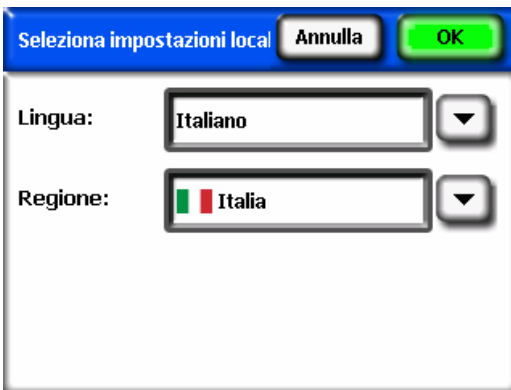 Seleziona impostazioni local Annulla OK
Lingua: Italiano
Regione: Italia